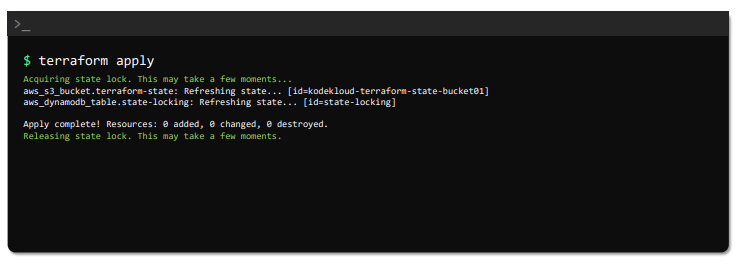 >_
$ terraform apply
Acquiring state lock. This may take a few moments...
aws_s3_bucket.terraform-state: Refreshing state... [id=kodekloud-terraform-state-bucket01]
aws_dynamodb_table.state-locking: Refreshing state... [id=state-locking]
Apply complete! Resources: 0 added, 0 changed, 0 destroyed.
Releasing state lock. This may take a few moments.